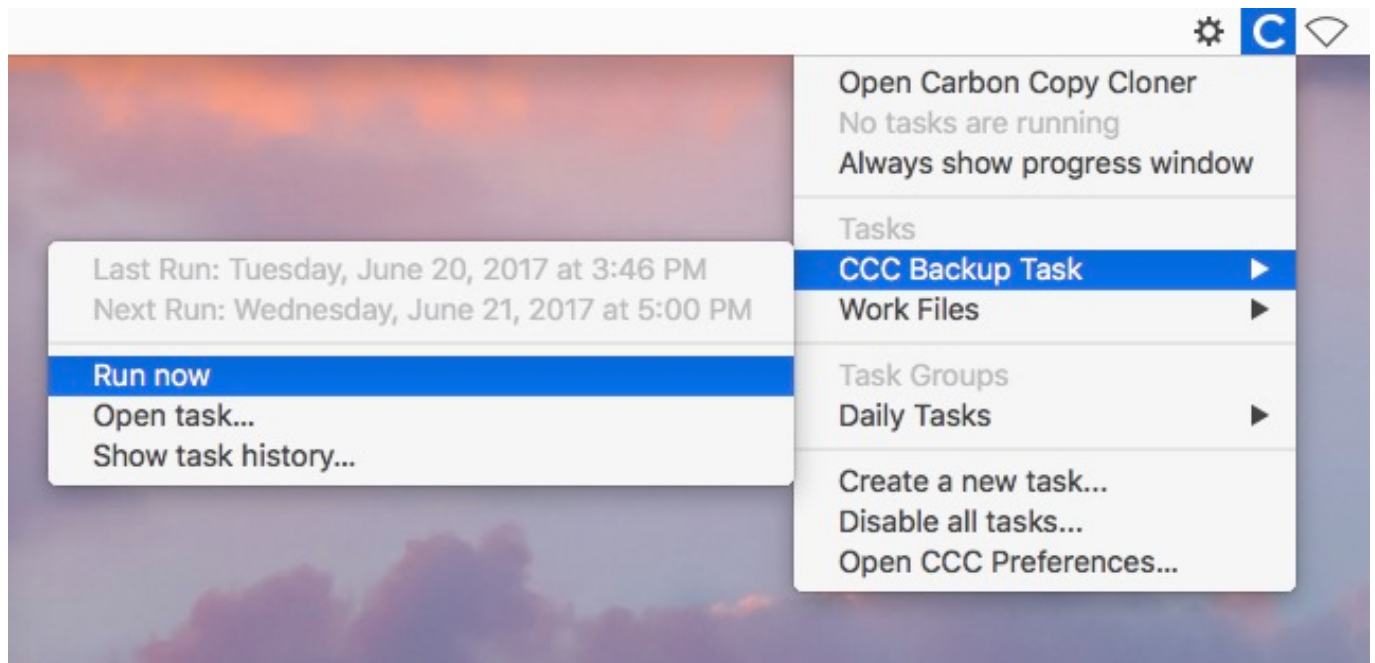 C
Open Carbon Copy Cloner
No tasks are running
Always show progress window
Tasks
CCC Backup Task
Work Files
Task Groups
Daily Tasks
Create a new task...
Disable all tasks...
Open CCC Preferences...
Last Run: Tuesday, June 20, 2017 at 3:46 PM
Next Run: Wednesday, June 21, 2017 at 5:00 PM
Run now
Open task...
Show task history...